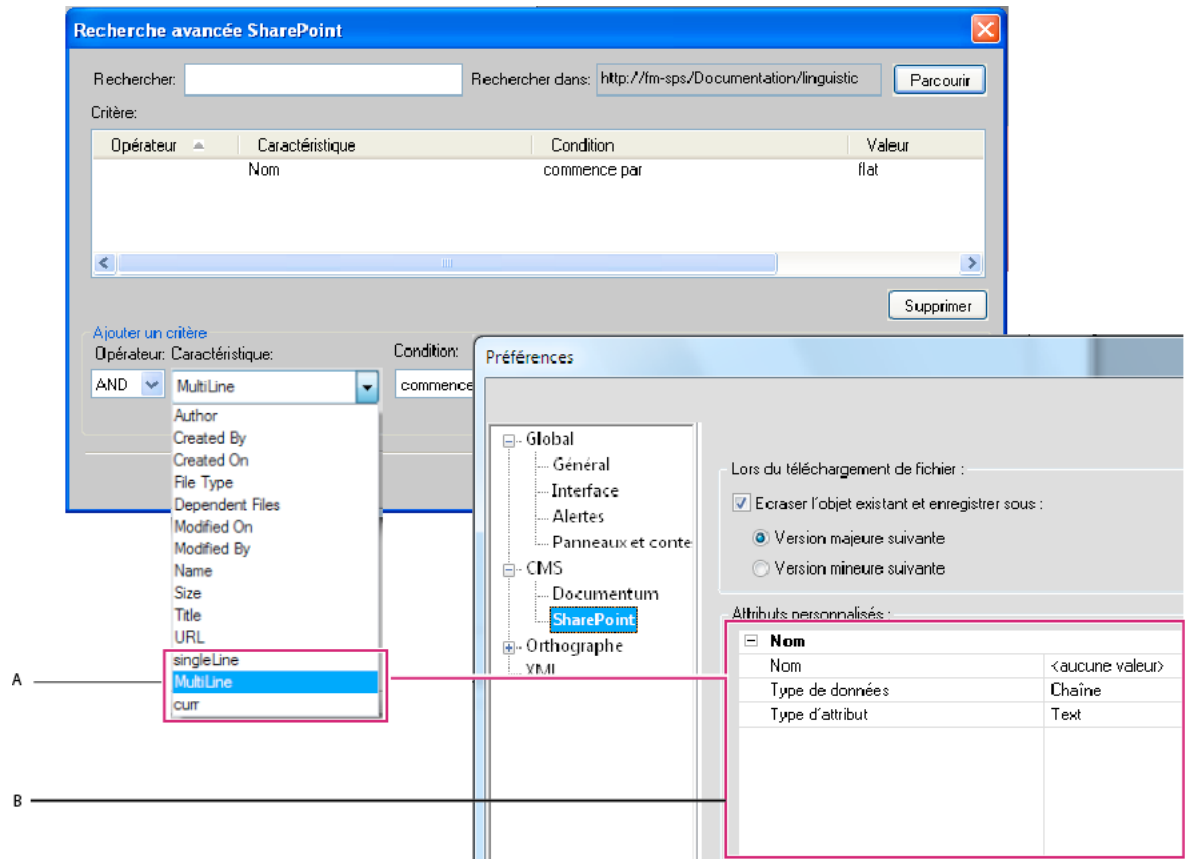 Recherche avancée SharePoint
Rechercher:
Rechercher dans: http://fm-sps/Documentation/linguistic
Parcourir
Critère:
Opérateur Caractéristique Condition Valeur
Nom commence par flat
Supprimer
Ajouter un critère
Opérateur: Caractéristique: Condition:
AND MultiLine commence
Author
Created By
Created On
File Type
Dependent Files
Modified On
Modified By
Name
Size
Title
URL
singleLine
MultiLine
curr
A
B
Préférences
Global
Général
Interface
Alertes
Panneaux et conte
CMS
Documentum
SharePoint
Orthographe
XML
Lors du téléchargement de fichier :
Ecraser l'objet existant et enregistrer sous :
Version majeure suivante
Version mineure suivante
Attributs personnalisés :
Nom
Nom <aucune valeur>
Type de données Chaîne
Type d'attribut Text